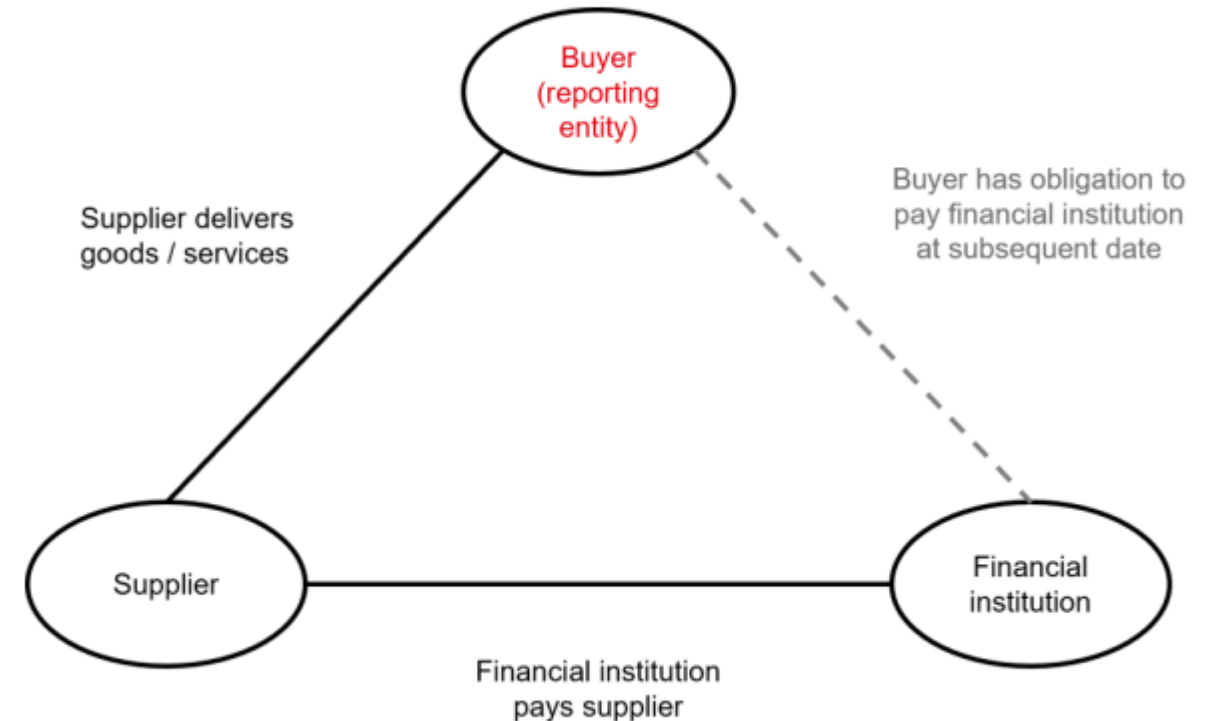 Buyer
(reporting
entity)
Buyer has obligation to
pay financial institution
at subsequent date
Supplier delivers
goods / services
Supplier
Financial
institution
Financial institution
pays supplier